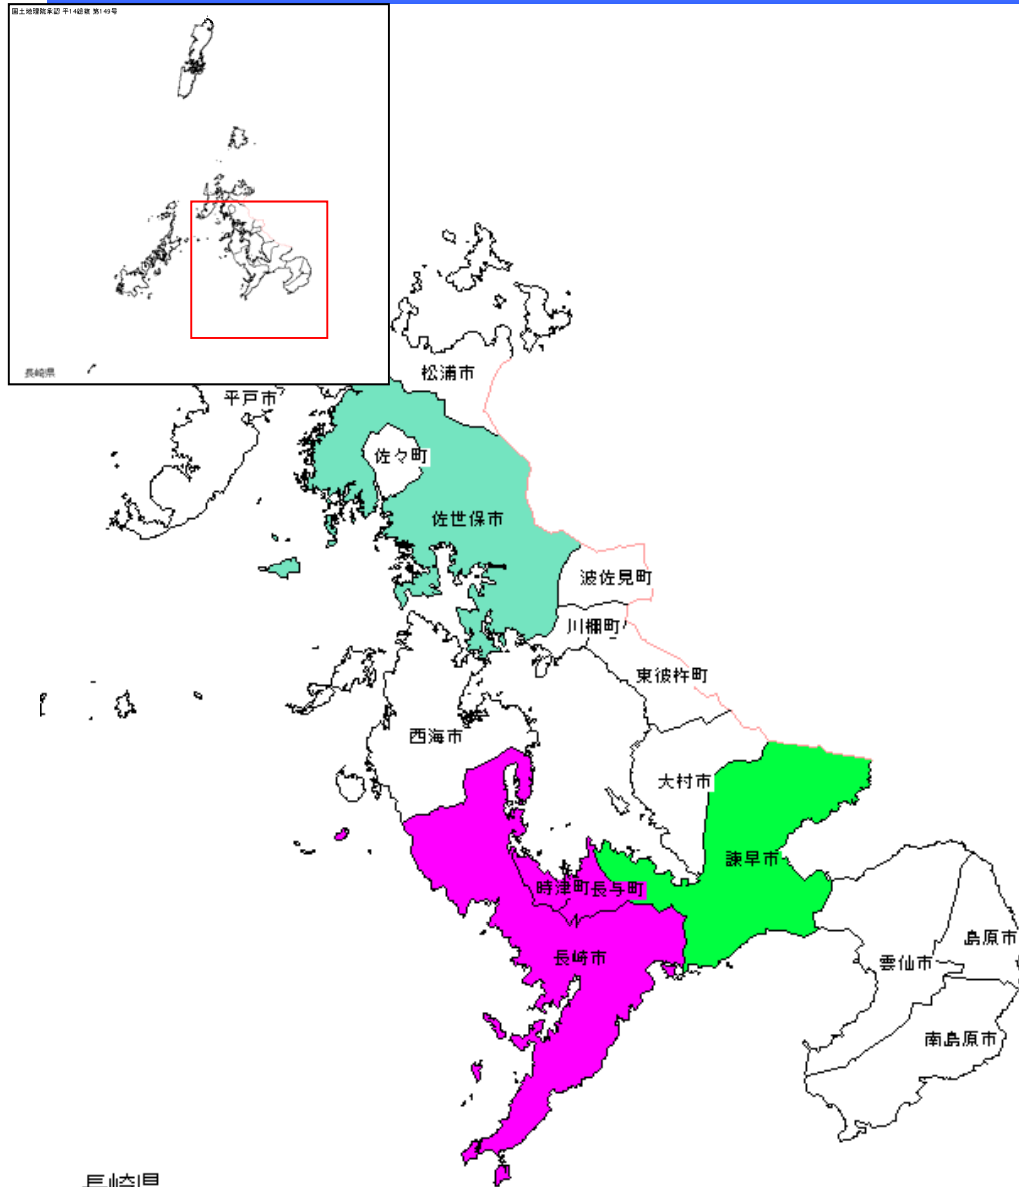 国土地理院承認 平14総複 第149号
長崎県
松浦市
平戸市
佐々町
佐世保市
波佐見町
川棚町
東彼杵町
西海市
大村市
諫早市
時津町
長与町
長崎市
島原市
雲仙市
南島原市
長崎県